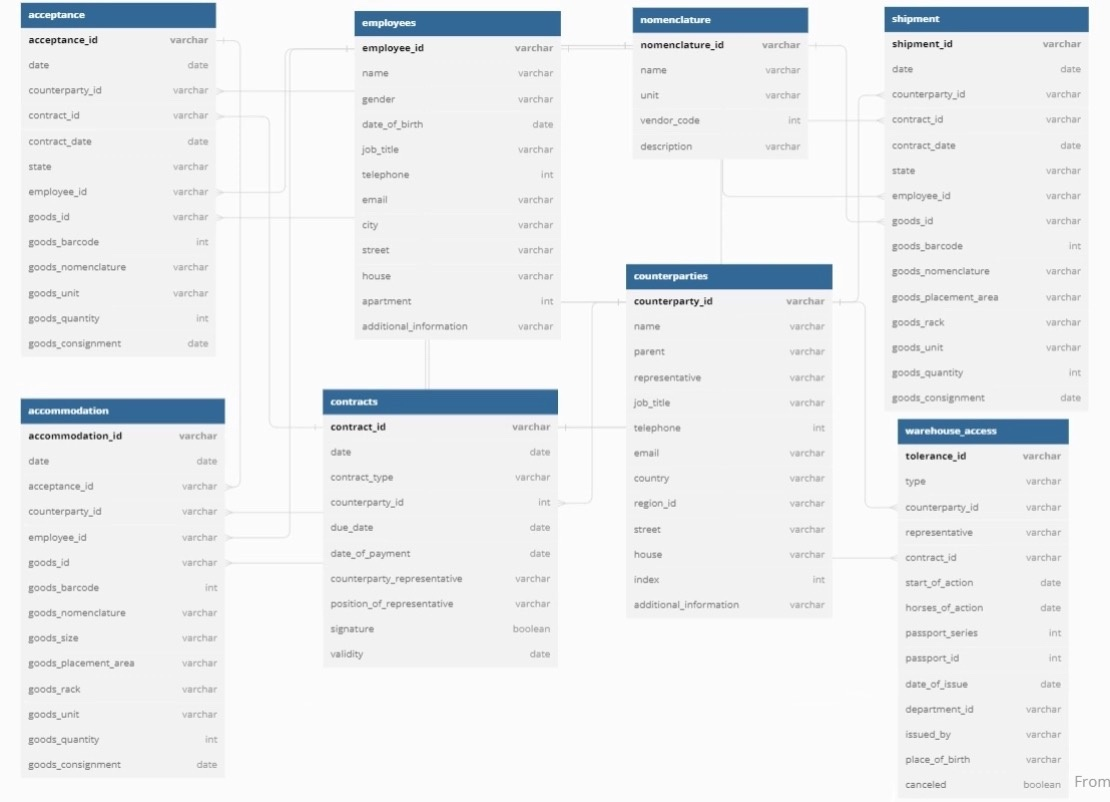 acceptance
acceptance_id varchar
date date
counterparty_id varchar
contract_id varchar
contract_date date
state varchar
employee_id varchar
goods_id varchar
goods_barcode int
goods_nomenclature varchar
goods_unit varchar
goods_quantity int
goods_consignment date
employees
employee_id varchar
name varchar
gender varchar
date_of_birth date
job_title varchar
telephone int
email varchar
city varchar
street varchar
house varchar
apartment int
additional_information varchar
nomenclature
nomenclature_id varchar
name varchar
unit varchar
vendor_code int
description varchar
shipment
shipment_id varchar
date date
counterparty_id varchar
contract_id varchar
contract_date date
state varchar
employee_id varchar
goods_id varchar
goods_barcode int
goods_nomenclature varchar
goods_placement_area varchar
goods_rack varchar
goods_unit varchar
goods_quantity int
goods_consignment date
accommodation
accommodation_id varchar
date date
acceptance_id varchar
counterparty_id varchar
employee_id varchar
goods_id varchar
goods_barcode int
goods_nomenclature varchar
goods_size varchar
goods_placement_area varchar
goods_rack varchar
goods_unit varchar
goods_quantity int
goods_consignment date
contracts
contract_id varchar
date date
contract_type varchar
counterparty_id int
due_date date
date_of_payment date
counterparty_representative varchar
position_of_representative varchar
signature boolean
validity date
counterparties
counterparty_id varchar
name varchar
parent varchar
representative varchar
job_title varchar
telephone int
email varchar
country varchar
region_id varchar
street varchar
house varchar
index int
additional_information varchar
warehouse_access
tolerance_id varchar
type varchar
counterparty_id varchar
representative varchar
contract_id varchar
start_of_action date
horses_of_action date
passport_series int
passport_id int
date_of_issue date
department_id varchar
issued_by varchar
place_of_birth varchar
canceled boolean
From